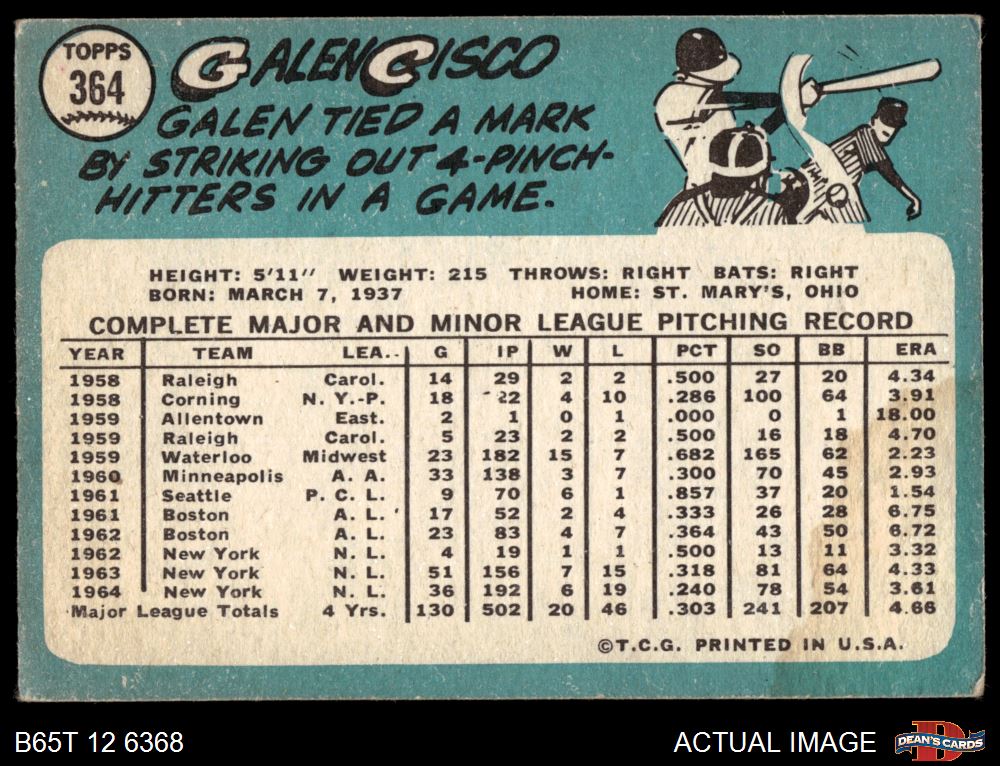 TOPPS
364
GALEN CISCO
GALEN TIED A MARK
BY STRIKING OUT 4-PINCH-
HITTERS IN A GAME.
HEIGHT: 5'11" WEIGHT: 215 THROWS: RIGHT BATS: RIGHT
BORN: MARCH 7, 1937 HOME: ST. MARY'S, OHIO
COMPLETE MAJOR AND MINOR LEAGUE PITCHING RECORD
YEAR TEAM LEA. G IP W L PCT SO BB ERA
1958 Raleigh Carol. 14 29 2 2 .500 27 20 4.34
1958 Corning N. Y.-P. 18 22 4 10 .286 100 64 3.91
1959 Allentown East. 2 1 0 1 .000 0 1 18.00
1959 Raleigh Carol. 5 23 2 2 .500 16 18 4.70
1959 Waterloo Midwest 23 182 15 7 .682 165 62 2.23
1960 Minneapolis A. A. 33 138 3 7 .300 70 45 2.93
1961 Seattle P. C. L. 9 70 6 1 .857 37 20 1.54
1961 Boston A. L. 17 52 2 4 .333 26 28 6.75
1962 Boston A. L. 23 83 4 7 .364 43 50 6.72
1962 New York N. L. 4 19 1 1 .500 13 11 3.32
1963 New York N. L. 51 156 7 15 .318 81 64 4.33
1964 New York N. L. 36 192 6 19 .240 78 54 3.61
Major League Totals 4 Yrs. 130 502 20 46 .303 241 207 4.66
©T.C.G. PRINTED IN U.S.A.
B65T 12 6368 ACTUAL IMAGE DEAN'S CARDS